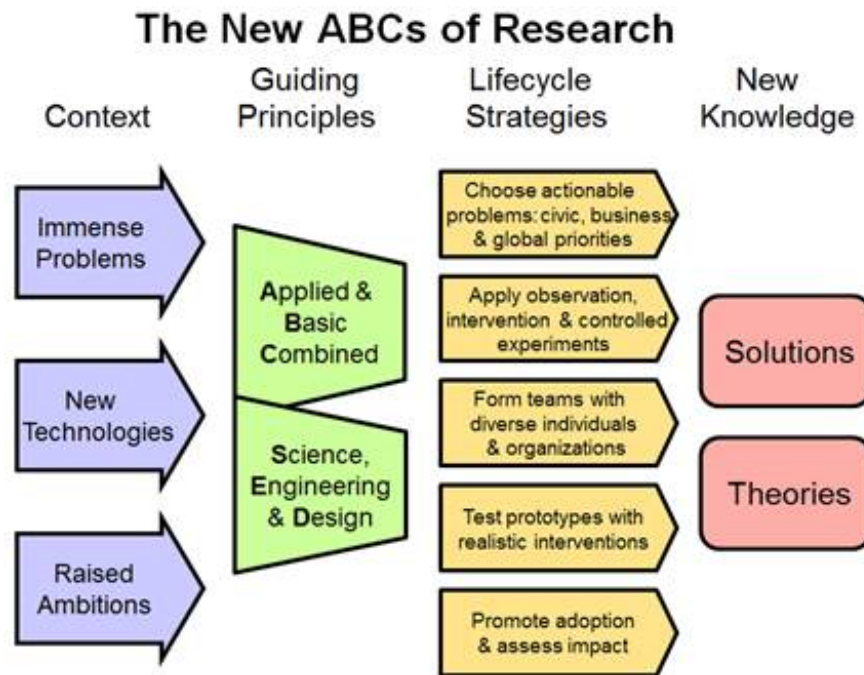 The New ABCs of Research
Context
Guiding
Principles
Lifecycle
Strategies
New
Knowledge
Immense
Problems
New
Technologies
Raised
Ambitions
Applied &
Basic
Combined
Science,
Engineering
& Design
Choose actionable
problems: civic, business
& global priorities
Apply observation,
intervention & controlled
experiments
Form teams with
diverse individuals
& organizations
Test prototypes with
realistic interventions
Promote adoption
& assess impact
Solutions
Theories